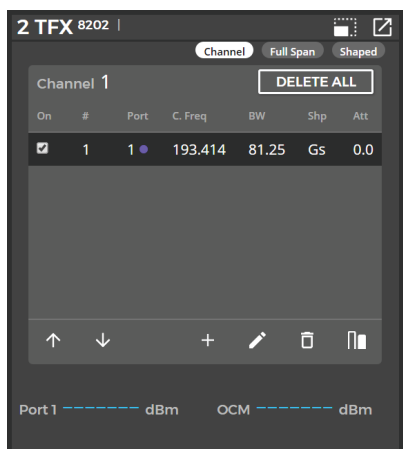 2 TFX 8202 |
Channel Full Span Shaped
Channel 1 DELETE ALL
On # Port C. Freq BW Shp Att
1 1 193.414 81.25 Gs 0.0
Port 1 ------- dBm OCM ------- dBm